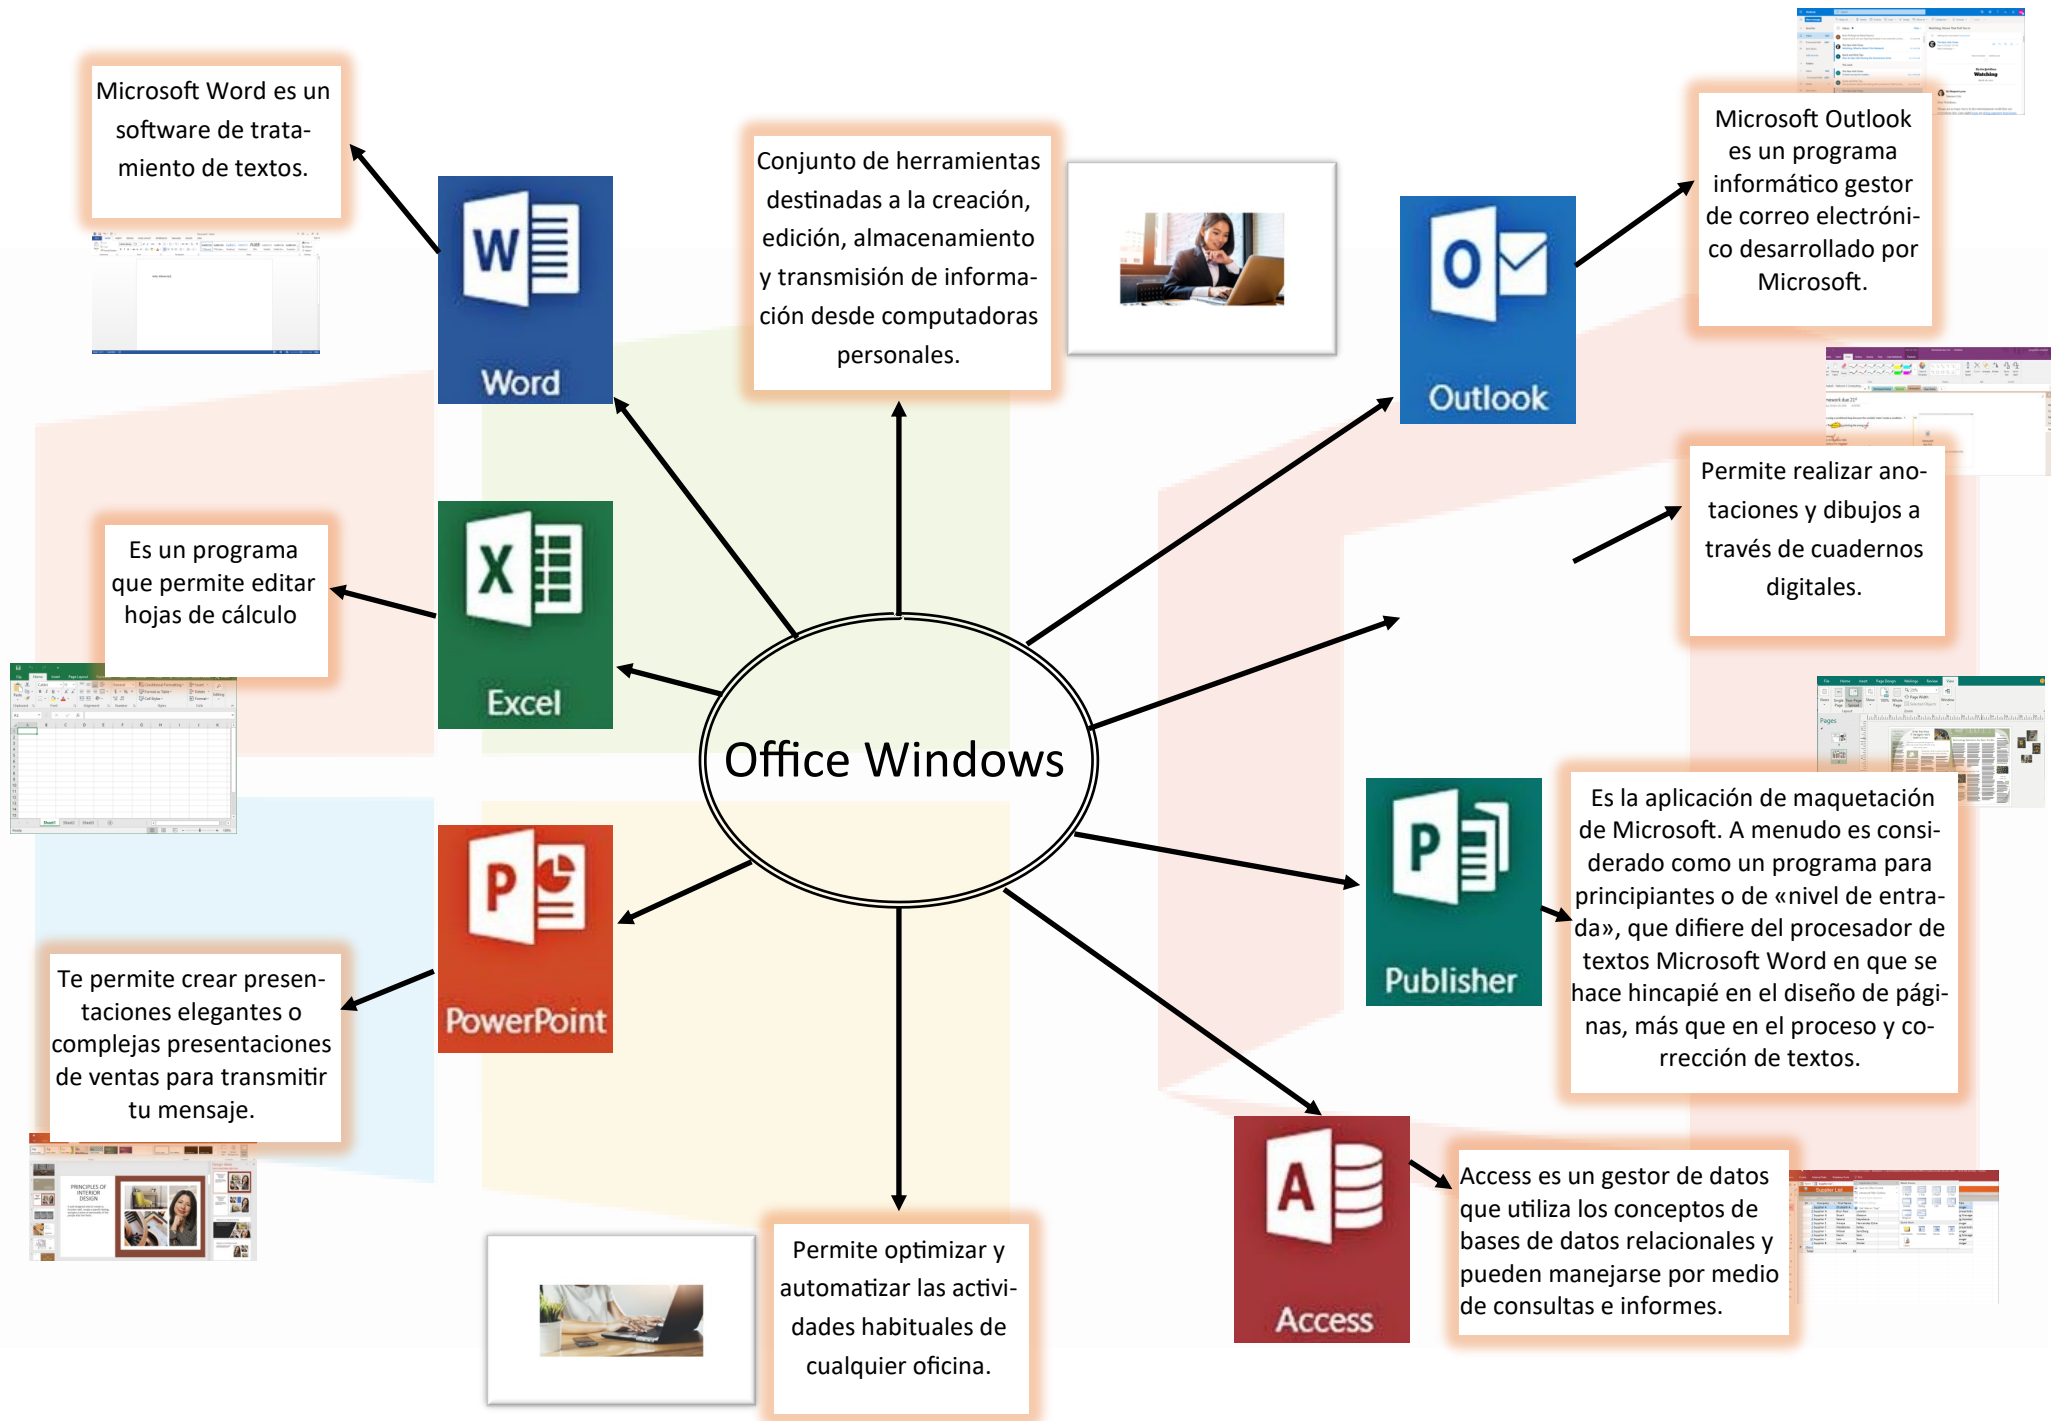 Microsoft Word es un
software de trata-
miento de textos.
Word
Conjunto de herramientas
destinadas a la creación,
edición, almacenamiento
y transmisión de informa-
ción desde computadoras
personales.
Outlook
Microsoft Outlook
es un programa
informático gestor
de correo electróni-
co desarrollado por
Microsoft.
Permite realizar ano-
taciones y dibujos a
través de cuadernos
digitales.
Es un programa
que permite editar
hojas de cálculo
Excel
Office Windows
Publisher
Es la aplicación de maquetación
de Microsoft. A menudo es consi-
derado como un programa para
principiantes o de «nivel de entra-
da», que difiere del procesador de
textos Microsoft Word en que se
hace hincapié en el diseño de pági-
nas, más que en el proceso y co-
rrección de textos.
PowerPoint
Te permite crear presen-
taciones elegantes o
complejas presentaciones
de ventas para transmitir
tu mensaje.
PRINCIPLES OF
INTERIOR
DESIGN
Permite optimizar y
automatizar las activi-
dades habituales de
cualquier oficina.
Access
Access es un gestor de datos
que utiliza los conceptos de
bases de datos relacionales y
pueden manejarse por medio
de consultas e informes.